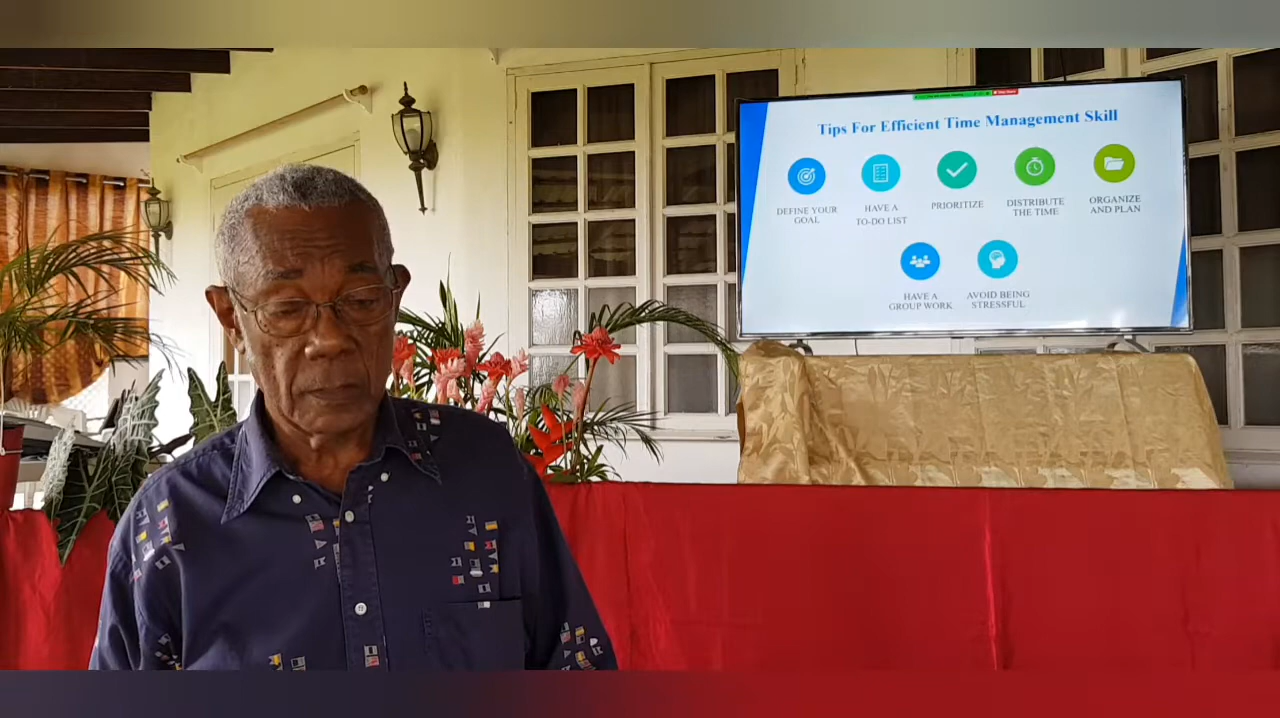 Tips For Efficient Time Management Skill
DEFINE YOUR
GOAL
HAVE A
TO-DO LIST
PRIORITIZE
DISTRIBUTE
THE TIME
ORGANIZE
AND PLAN
HAVE A
GROUP WORK
AVOID BEING
STRESSFUL